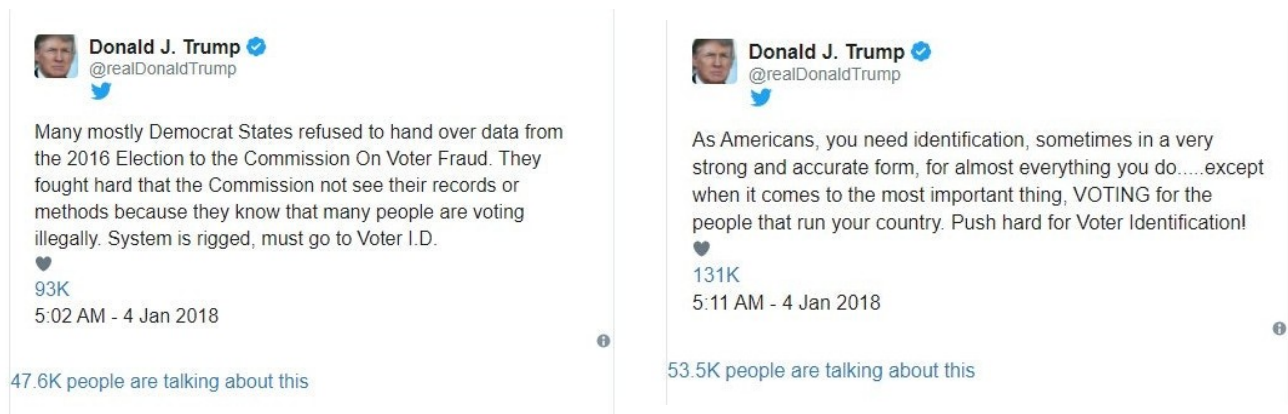 Donald J. Trump
@realDonaldTrump
Many mostly Democrat States refused to hand over data from
the 2016 Election to the Commission On Voter Fraud. They
fought hard that the Commission not see their records or
methods because they know that many people are voting
illegally. System is rigged, must go to Voter I.D.
93K
5:02 AM - 4 Jan 2018
47.6K people are talking about this
Donald J. Trump
@realDonaldTrump
As Americans, you need identification, sometimes in a very
strong and accurate form, for almost everything you do.....except
when it comes to the most important thing, VOTING for the
people that run your country. Push hard for Voter Identification!
131K
5:11 AM - 4 Jan 2018
53.5K people are talking about this